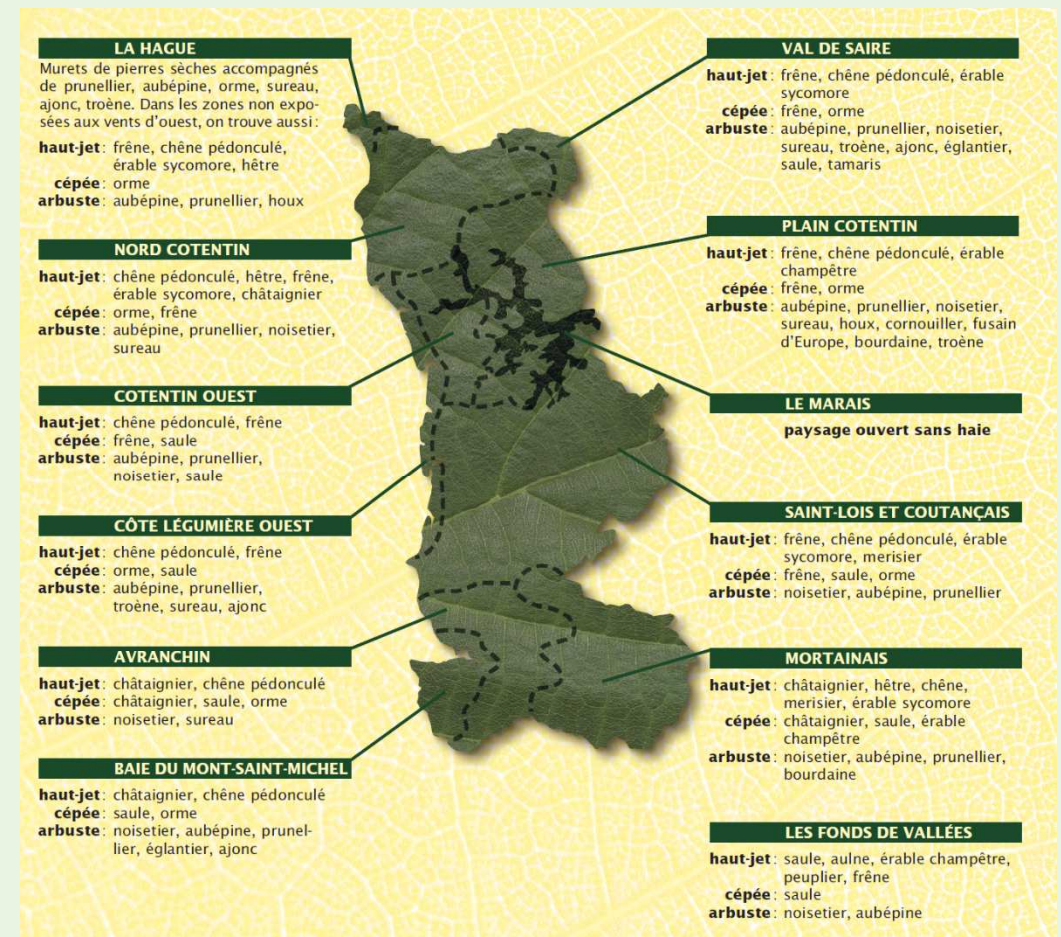 LA HAGUE
Murets de pierres sèches accompagnés
de prunellier, aubépine, orme, sureau,
ajonc, troène. Dans les zones non expo-
sées aux vents d'ouest, on trouve aussi :
haut-jet : frêne, chêne pédonculé,
érable sycomore, hêtre
cépée : orme
arbuste : aubépine, prunellier, houx
NORD COTENTIN
haut-jet : chêne pédonculé, hêtre, frêne,
érable sycomore, châtaignier
cépée : orme, frêne
arbuste : aubépine, prunellier, noisetier,
sureau
COTENTIN OUEST
haut-jet : chêne pédonculé, frêne
cépée : frêne, saule
arbuste : aubépine, prunellier,
noisetier, saule
CÔTE LÉGUMIÈRE OUEST
haut-jet : chêne pédonculé, frêne
cépée : orme, saule
arbuste : aubépine, prunellier,
troène, sureau, ajonc
AVRANCHIN
haut-jet : châtaignier, chêne pédonculé
cépée : châtaignier, saule, orme
arbuste : noisetier, sureau
BAIE DU MONT-SAINT-MICHEL
haut-jet : châtaignier, chêne pédonculé
cépée : saule, orme
arbuste : noisetier, aubépine, prunel-
lier, églantier, ajonc
VAL DE SAIRE
haut-jet : frêne, chêne pédonculé, érable
sycomore
cépée : frêne, orme
arbuste : aubépine, prunellier, noisetier,
sureau, troène, ajonc, églantier,
saule, tamaris
PLAIN COTENTIN
haut-jet : frêne, chêne pédonculé, érable
champêtre
cépée : frêne, orme
arbuste : aubépine, prunellier, noisetier,
sureau, houx, cornouiller, fusain
d'Europe, bourdaine, troène
LE MARAIS
paysage ouvert sans haie
SAINT-LOIS ET COUTANÇAIS
haut-jet : frêne, chêne pédonculé, érable
sycomore, merisier
cépée : frêne, saule, orme
arbuste : noisetier, aubépine, prunellier
MORTAINAIS
haut-jet : châtaignier, hêtre, chêne,
merisier, érable sycomore
cépée : châtaignier, saule, érable
champêtre
arbuste : noisetier, aubépine, prunellier,
bourdaine
LES FONDS DE VALLÉES
haut-jet : saule, aulne, érable champêtre,
peuplier, frêne
cépée : saule
arbuste : noisetier, aubépine